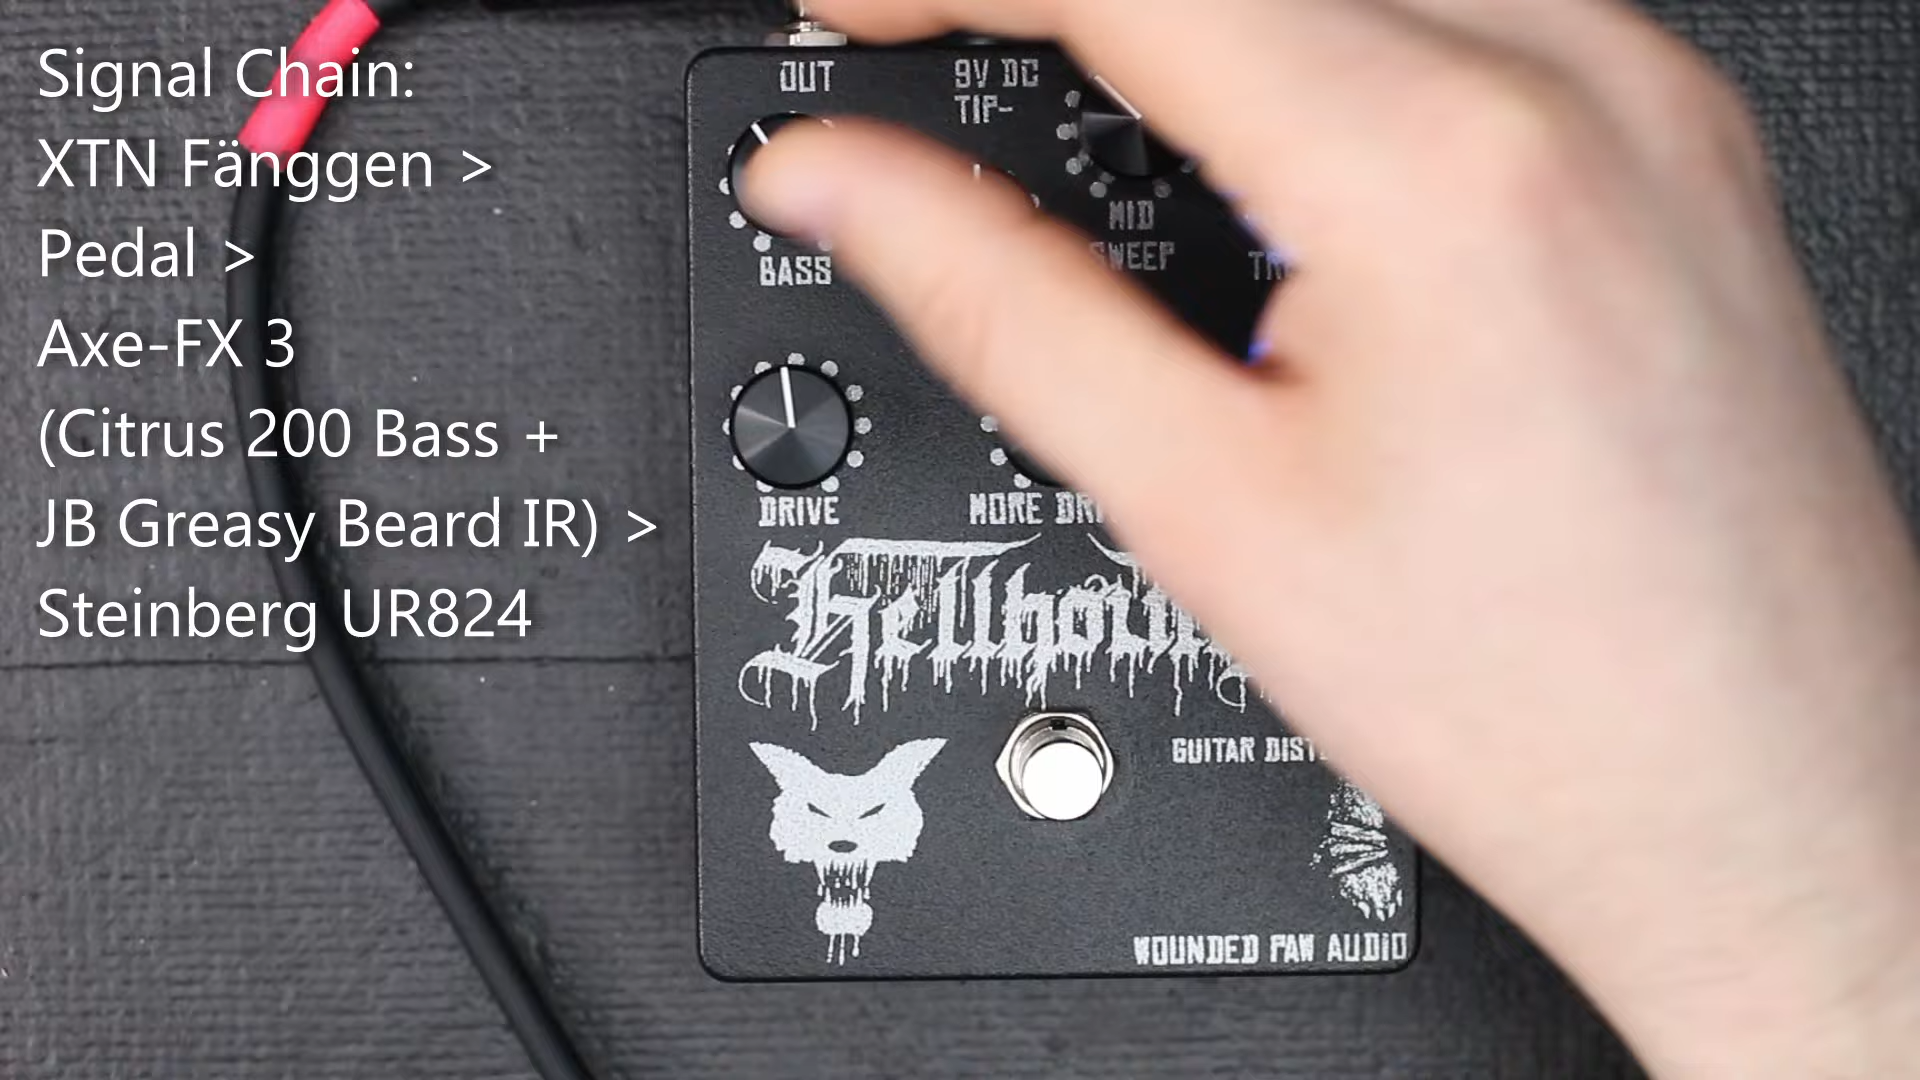 Signal Chain:
XTN Fänggen >
Pedal >
Axe-FX 3
(Citrus 200 Bass +
JB Greasy Beard IR) >
Steinberg UR824
OUT
9V DC
TIP-
BASS
MID
SWEEP
DRIVE
MORE
GUITAR
WOUNDED PAW AUDIO